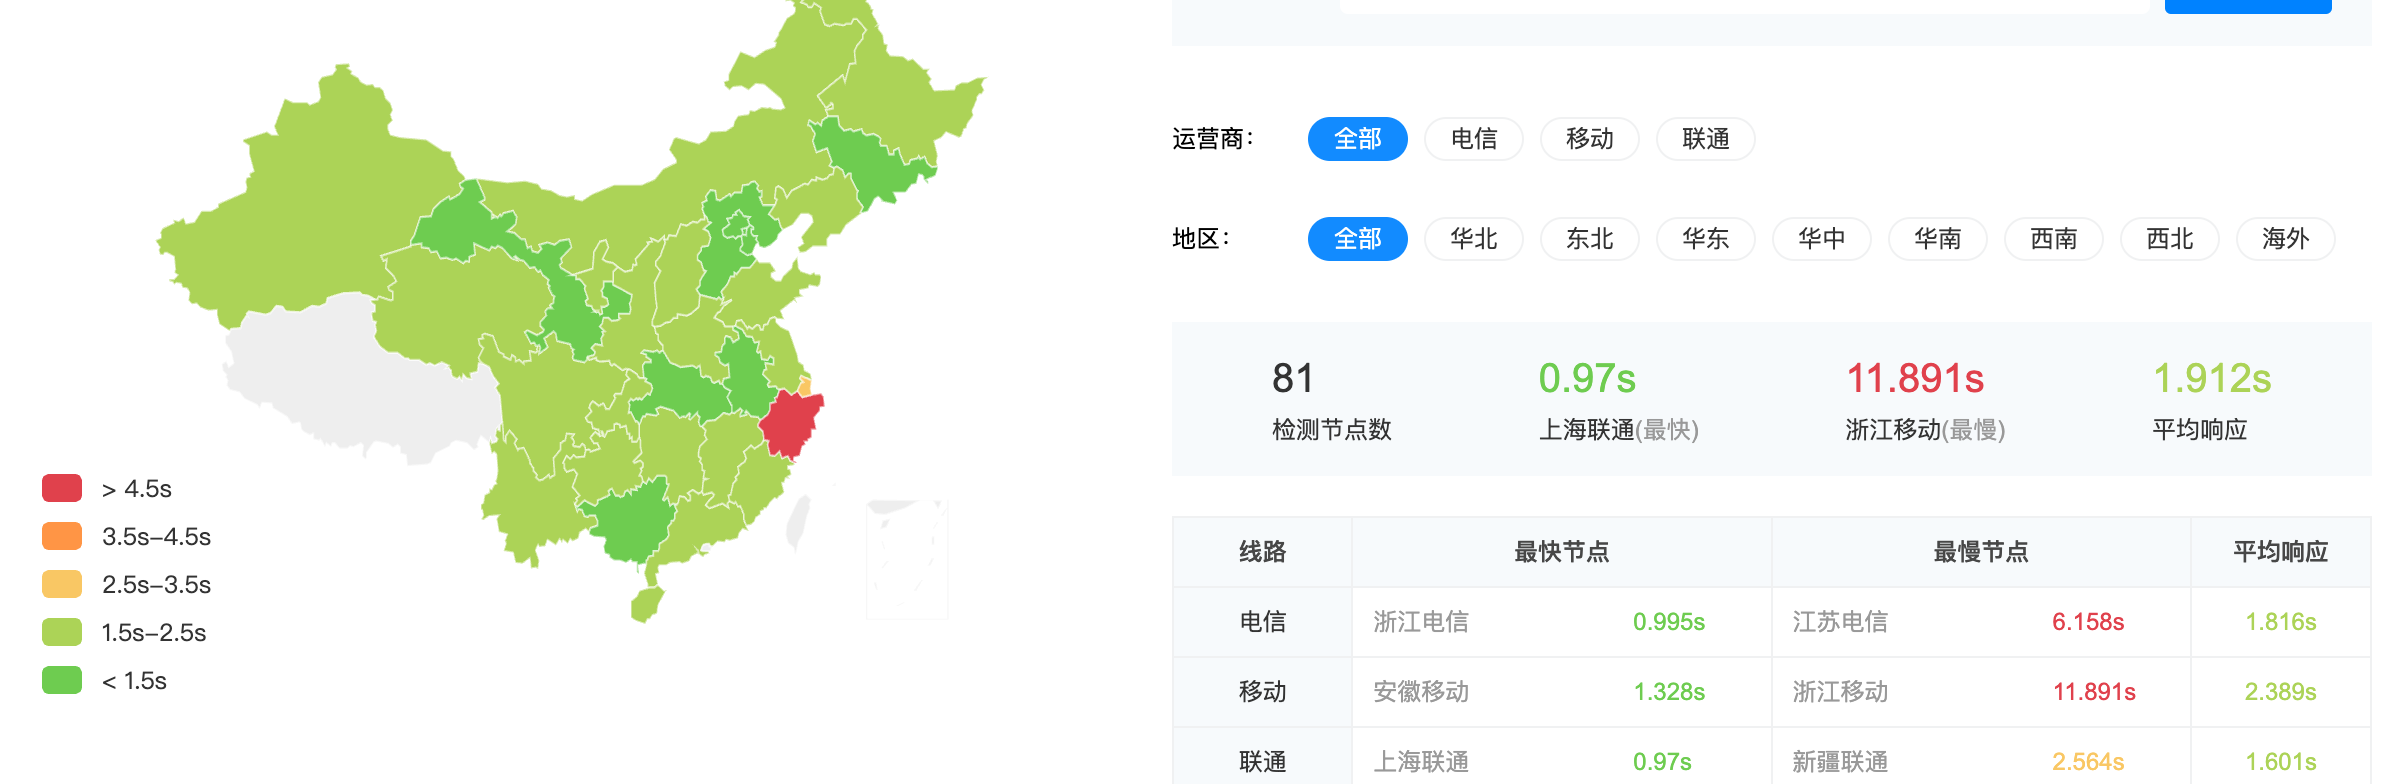 运营商： 全部 电信 移动 联通
地区： 全部 华北 东北 华东 华中 华南 西南 西北 海外
81 0.97s 11.891s 1.912s
检测节点数 上海联通(最快) 浙江移动(最慢) 平均响应
> 4.5s
3.5s-4.5s
2.5s-3.5s
1.5s-2.5s
< 1.5s
线路 最快节点 最慢节点 平均响应
电信 浙江电信 0.995s 江苏电信 6.158s 1.816s
移动 安徽移动 1.328s 浙江移动 11.891s 2.389s
联通 上海联通 0.97s 新疆联通 2.564s 1.601s